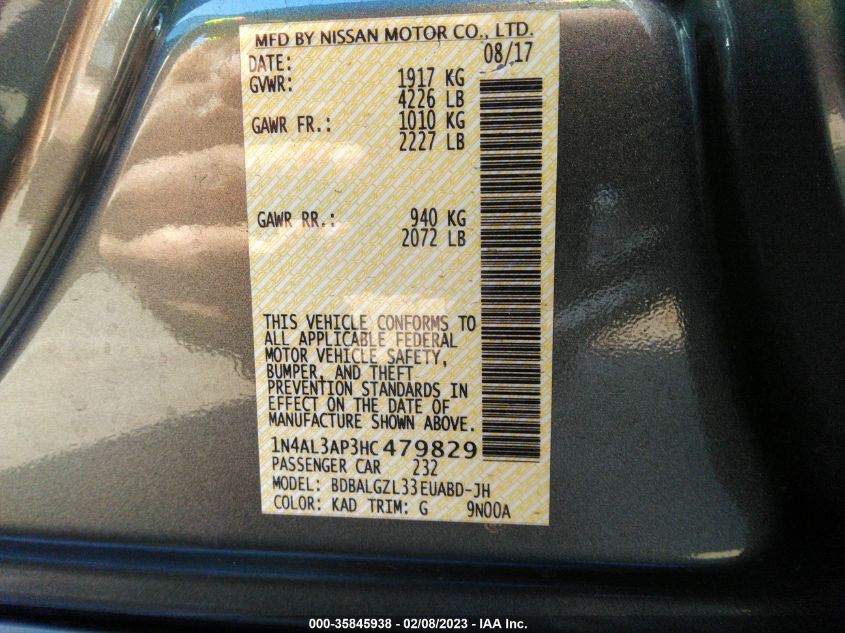 MFD BY NISSAN MOTOR CO., LTD.
DATE: 08/17
GVWR: 1917 KG
4226 LB
GAWR FR.: 1010 KG
2227 LB
GAWR RR.: 940 KG
2072 LB
THIS VEHICLE CONFORMS TO
ALL APPLICABLE FEDERAL
MOTOR VEHICLE SAFETY,
BUMPER, AND THEFT
PREVENTION STANDARDS IN
EFFECT ON THE DATE OF
MANUFACTURE SHOWN ABOVE.
1N4AL3AP3HC479829
PASSENGER CAR 232
MODEL: BDBALGZL33EUABD-JH
COLOR: KAD TRIM: G 9N00A
000-35845938 - 02/08/2023 - IAA Inc.